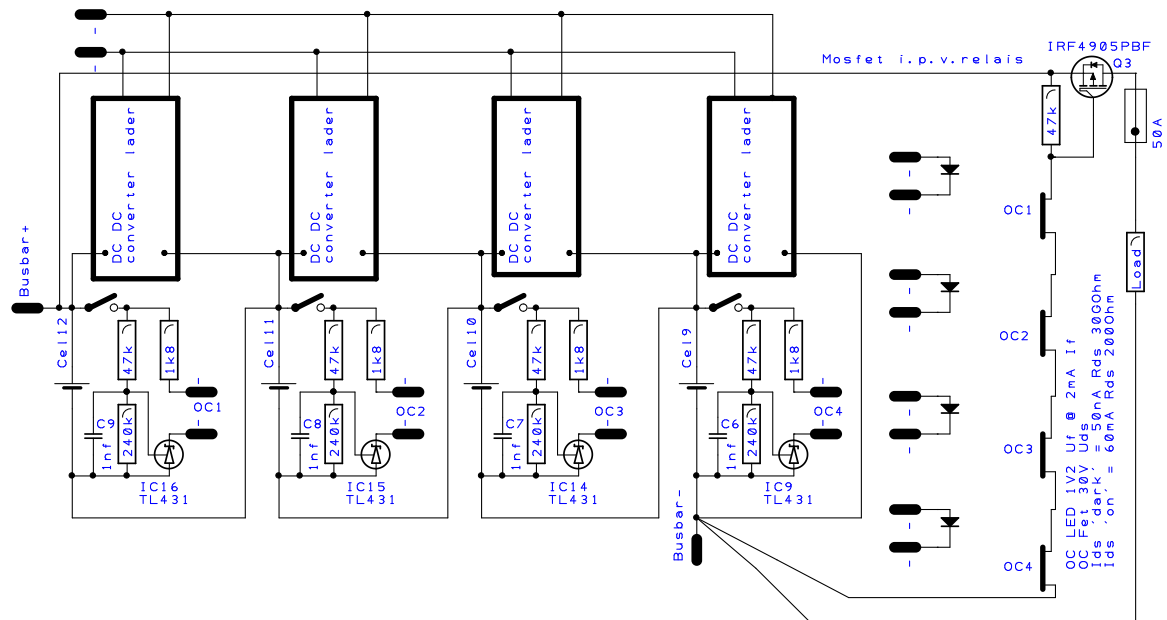 IRF4905PBF
Mosfet i.p.v.relais
Q3
47k
50A
DC DC
converter lader
DC DC
converter lader
DC DC
converter lader
DC DC
converter lader
Busbar+
OC1
Load
OC2
OC3
OC4
OC LED 1V2 Uf @ 2mA If
OC Fet 30V Uds
Ids 'dark' = 50nA Rds 30GOhm
Ids 'on' = 60mA Rds 200Ohm
Cel12
47k
1k8
OC1
C9
1nf
240k
IC16
TL431
Cel11
47k
1k8
OC2
C8
1nf
240k
IC15
TL431
Cel10
47k
1k8
OC3
C7
1nf
240k
IC14
TL431
Cel9
47k
1k8
OC4
C6
1nf
240k
IC9
TL431
Busbar-